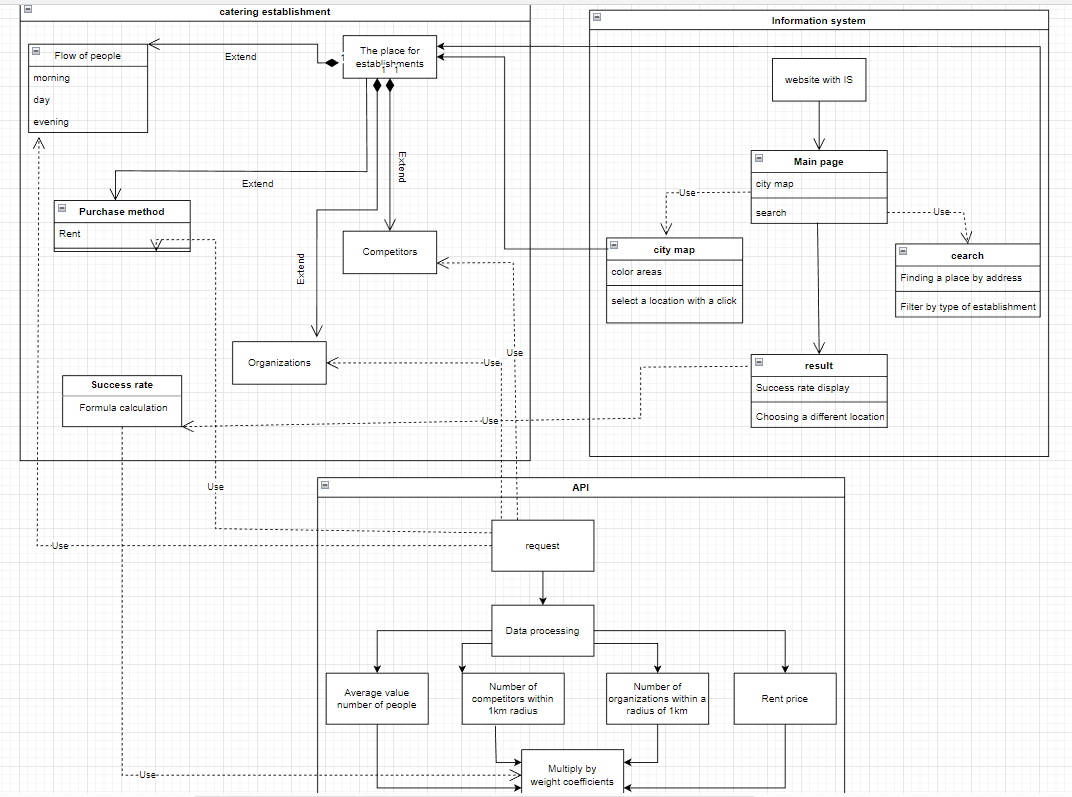 catering establishment
Flow of people
morning
day
evening
Extend
1
The place for
establishments
1 1
Extend
Extend
Extend
Purchase method
Rent
Competitors
Organizations
Success rate
Formula calculation
Use
Use
Use
Use
Use
Information system
website with IS
Main page
city map
search
Use
Use
city map
color areas
select a location with a click
cearch
Finding a place by address
Filter by type of establishment
result
Success rate display
Choosing a different location
API
request
Data processing
Average value
number of people
Number of
competitors within
1km radius
Number of
organizations within a
radius of 1km
Rent price
Use
Multiply by
weight coefficients